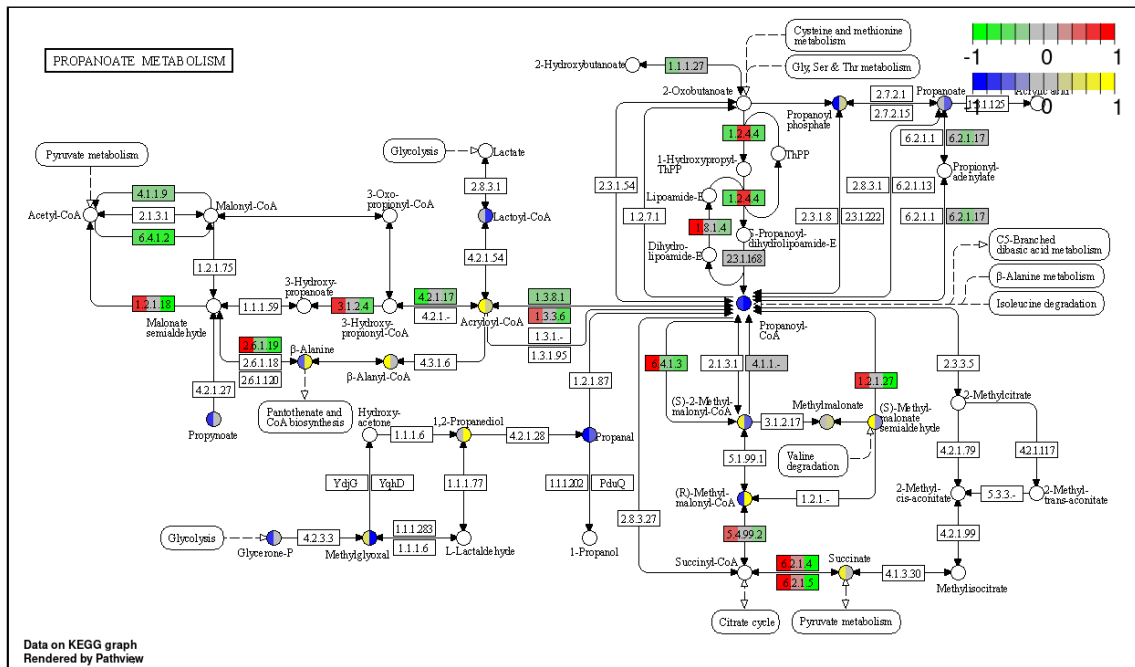 PROPANOATE METABOLISM
-1 0 1
-1 0 1
Cysteine and methionine
metabolism
2-Hydroxybutanoate
1.1.1.27
Gly, Ser & Thr metabolism
2-Oxobutanoate
Propanoyl
phosphate
2.7.2.1
2.7.2.15
Propanoate
Acrylic acid
1.2.4.4
6.2.1.1
6.2.1.17
Pyruvate metabolism
Glycolysis
Lactate
1-Hydroxypropyl-
ThPP
ThPP
Propionyl-
adenylate
4.1.1.9
2.8.3.1
2.3.1.54
Lipoamide-E
2.8.3.1
6.2.1.13
3-Oxo-
propionyl-CoA
1.2.4.4
Acetyl-CoA
2.1.3.1
Malonyl-CoA
Lactoyl-CoA
1.2.7.1
1.8.1.4
2.3.1.8
2.3.1.222
6.2.1.1
6.2.1.17
6.4.1.2
Dihydro-
lipoamide-E
dihydrolipoamide-E
C5-Branched
dibasic acid metabolism
4.2.1.54
2.3.1.168
1.2.1.75
β-Alanine metabolism
3-Hydroxy-
propanoate
4.2.1.17
1.3.8.1
Isoleucine degradation
1.2.1.18
1.1.1.59
3.1.2.4
4.2.1.-
1.3.3.6
Malonate
semialdehyde
3-Hydroxy-
propionyl-CoA
Acryloyl-CoA
1.3.1.-
Propanoyl-
CoA
2.6.1.19
1.3.1.95
2.6.1.18
β-Alanine
4.3.1.6
6.4.1.3
2.1.3.1
4.1.1.-
2.3.3.5
2.6.1.120
β-Alanyl-CoA
1.2.1.87
1.2.1.27
4.2.1.27
(S)-2-Methyl-
malonyl-CoA
Methylmalonate
(S)-Methyl-
malonate
semialdehyde
2-Methylcitrate
Pantothenate and
CoA biosynthesis
Hydroxy-
acetone
1,2-Propanediol
Propynoate
1.1.1.6
4.2.1.28
Propanal
3.1.2.17
Valine
degradation
4.2.1.79
4.2.1.117
5.1.99.1
YdjG
YqhD
1.1.1.77
1.1.1.202
PduQ
(R)-Methyl-
malonyl-CoA
1.2.1.-
2-Methyl-
cis-aconitate
5.3.3.-
2-Methyl-
trans-aconitate
2.8.3.27
Glycolysis
4.2.3.3
1.1.1.283
1.1.1.6
5.4.99.2
4.2.1.99
Glycerone-P
Methylglyoxal
L-Lactaldehyde
1-Propanol
Succinyl-CoA
6.2.1.4
Succinate
4.1.3.30
6.2.1.5
Methylisocitrate
Citrate cycle
Pyruvate metabolism
Data on KEGG graph
Rendered by Pathview